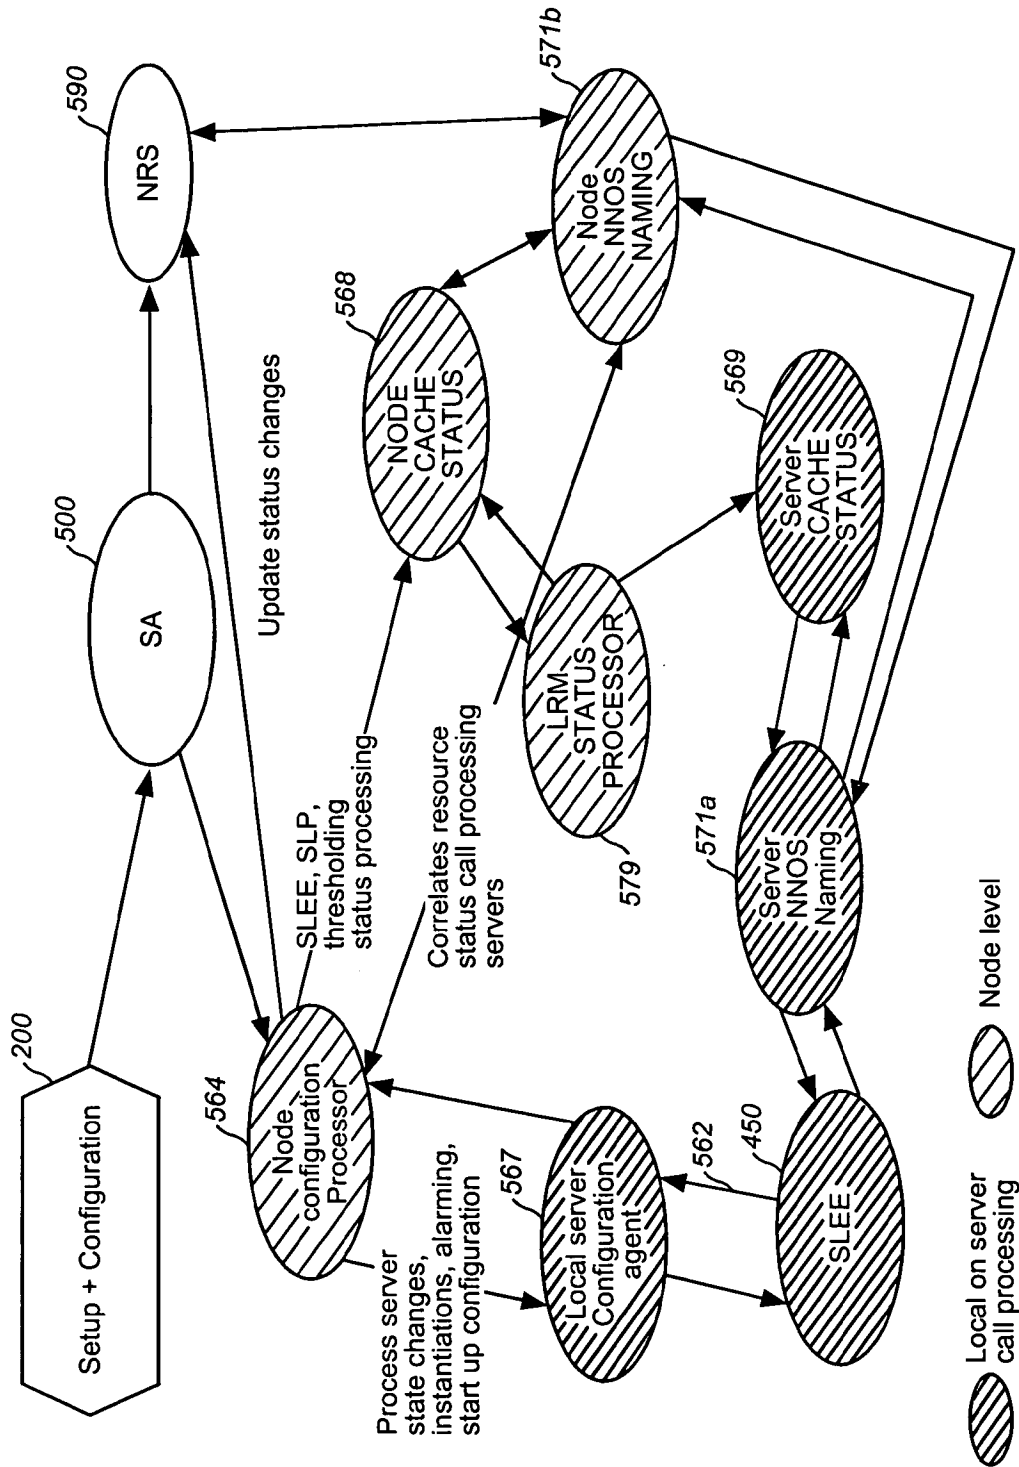 200
Setup + Configuration
500
SA
590
NRS
Update status changes
564
Node
configuration
Processor
SLEE, SLP,
thresholding
status processing
568
NODE
CACHE
STATUS
571b
Node
NNOS
NAMING
Correlates resource
status call processing
servers
LRM
STATUS
PROCESSOR
579
569
Server
CACHE
STATUS
Process server
state changes,
instantiations, alarming,
start up configuration
567
Local server
Configuration
agent
562
450
SLEE
571a
Server
NNOS
Naming
Local on server
call processing
Node level